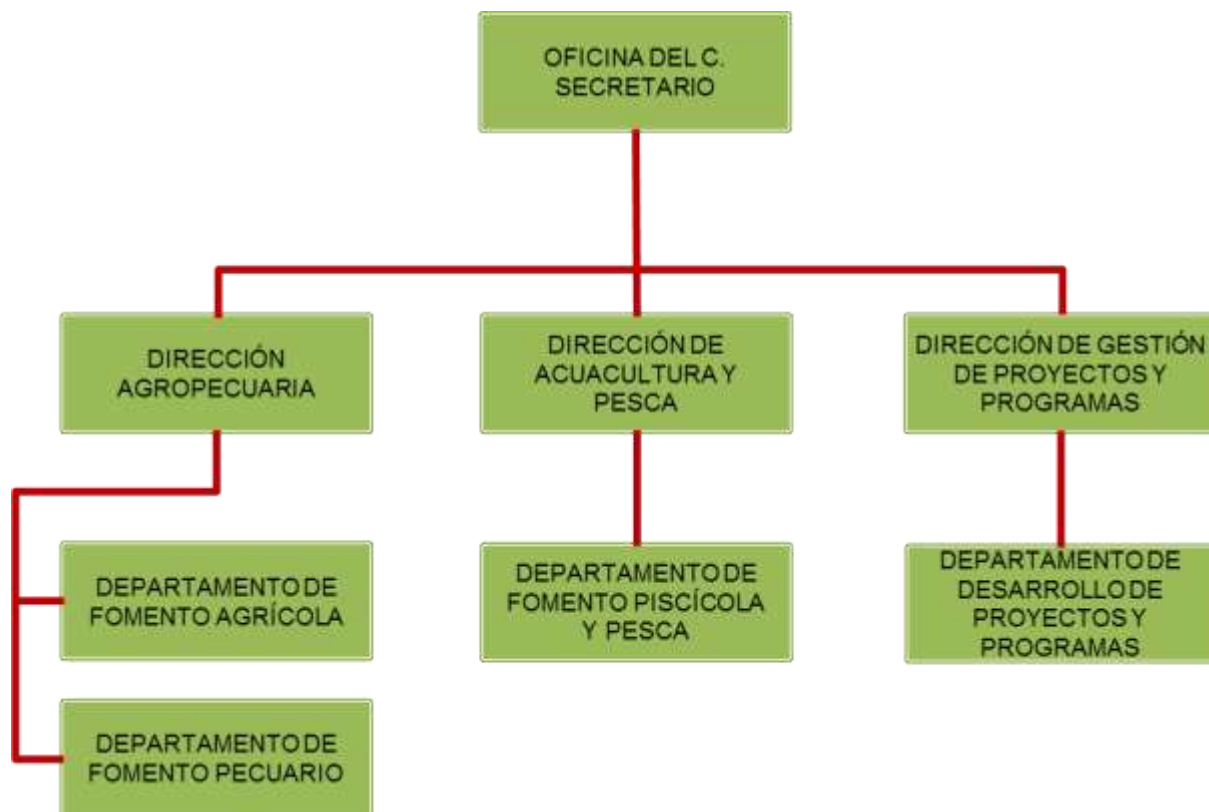 OFICINA DEL C.
SECRETARIO
DIRECCIÓN
AGROPECUARIA
DIRECCIÓN DE
ACUACULTURA Y
PESCA
DIRECCIÓN DE GESTIÓN
DE PROYECTOS Y
PROGRAMAS
DEPARTAMENTO DE
FOMENTO AGRÍCOLA
DEPARTAMENTO DE
FOMENTO PISCÍCOLA
Y PESCA
DEPARTAMENTO DE
DESARROLLO DE
PROYECTOS Y
PROGRAMAS
DEPARTAMENTO DE
FOMENTO PECUARIO